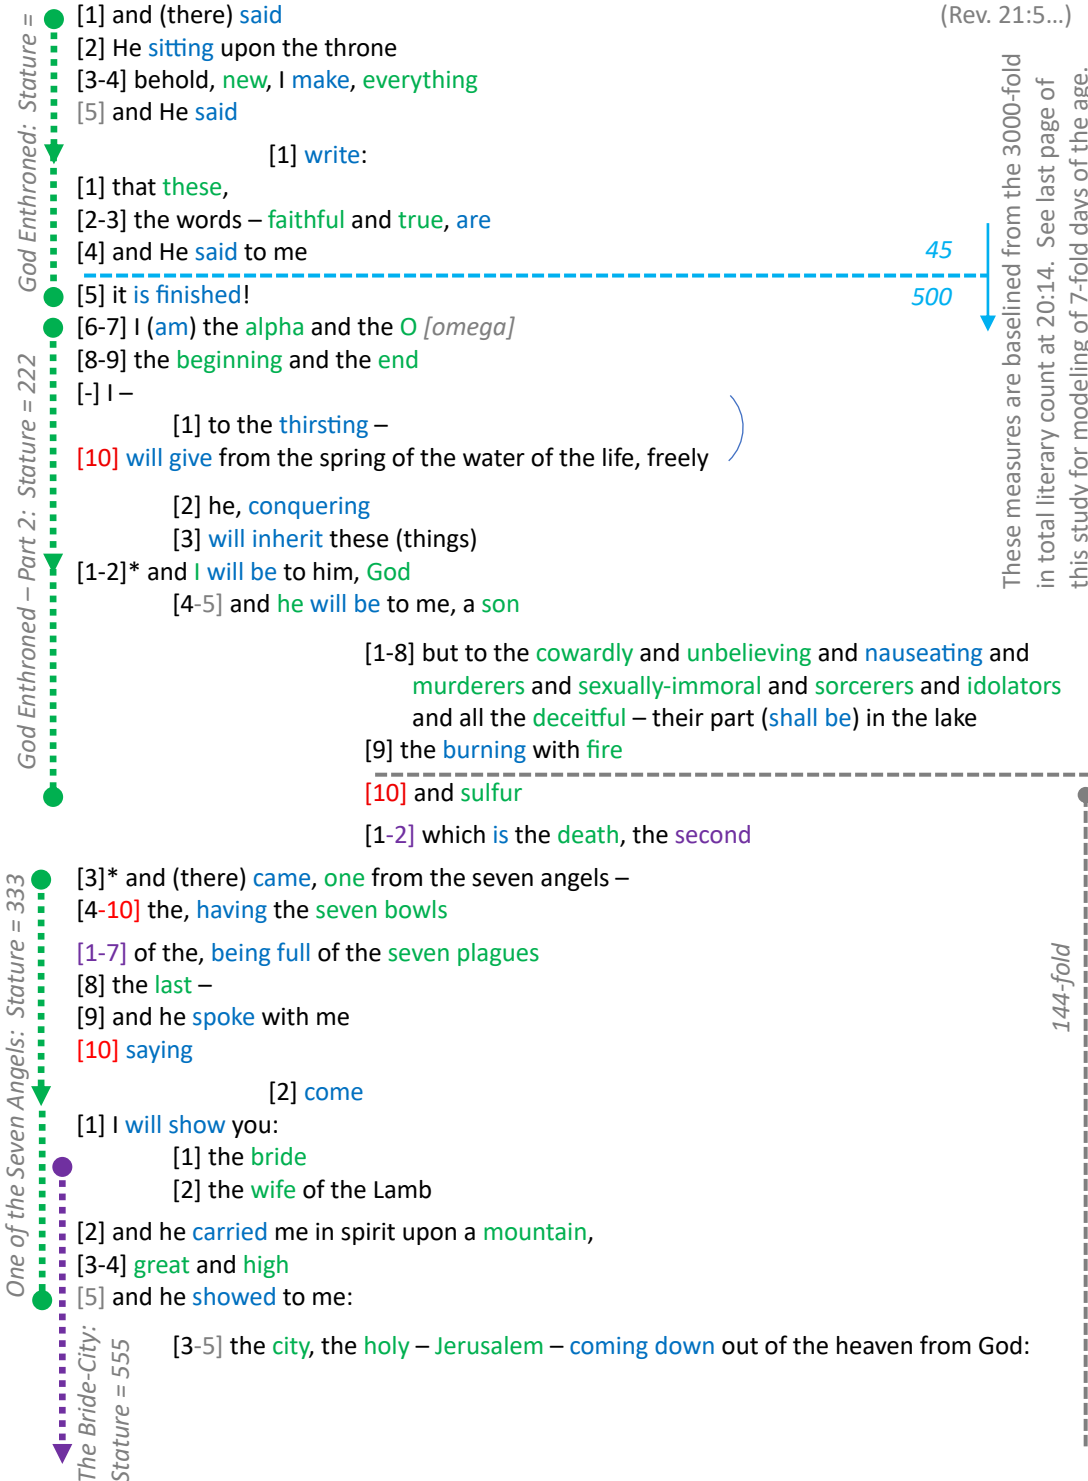 [1] and (there) said
(Rev. 21:5...)
[2] He sitting upon the throne
[3-4] behold, new, I make, everything
[5] and He said
[1] write:
[1] that these,
[2-3] the words – faithful and true, are
[4] and He said to me
45
500
[5] it is finished!
[6-7] I (am) the alpha and the O [omega]
[8-9] the beginning and the end
[-] I –
[1] to the thirsting –
[10] will give from the spring of the water of the life, freely
[2] he, conquering
[3] will inherit these (things)
[1-2]* and I will be to him, God
[4-5] and he will be to me, a son
[1-8] but to the cowardly and unbelieving and nauseating and
murderers and sexually-immoral and sorcerers and idolators
and all the deceitful – their part (shall be) in the lake
[9] the burning with fire
[10] and sulfur
[1-2] which is the death, the second
[3]* and (there) came, one from the seven angels –
[4-10] the, having the seven bowls
[1-7] of the, being full of the seven plagues
[8] the last –
[9] and he spoke with me
[10] saying
[2] come
[1] I will show you:
[1] the bride
[2] the wife of the Lamb
[2] and he carried me in spirit upon a mountain,
[3-4] great and high
[5] and he showed to me:
[3-5] the city, the holy – Jerusalem – coming down out of the heaven from God:
God Enthroned: Stature =
God Enthroned – Part 2: Stature = 222
One of the Seven Angels: Stature = 333
The Bride-City:
Stature = 555
These measures are baselined from the 3000-fold
in total literary count at 20:14. See last page of
this study for modeling of 7-fold days of the age.
144-fold